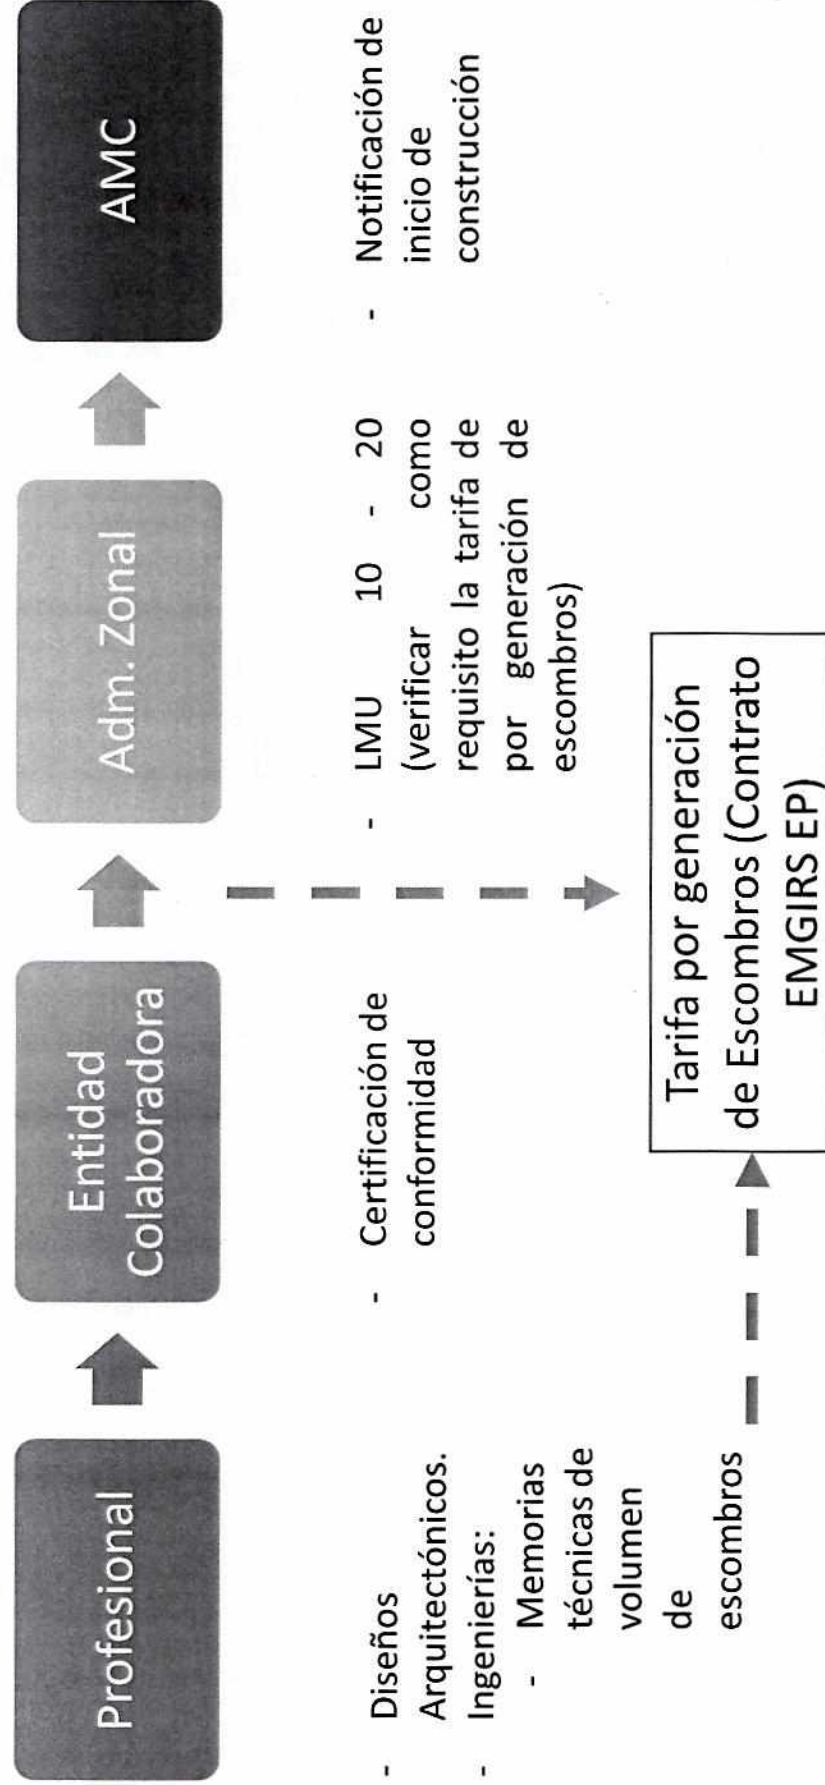 Profesional
Entidad
Colaboradora
Adm. Zonal
AMC
- Diseños
Arquitectónicos.
- Ingenierías:
- Memorias
técnicas de
volumen
de
escombros
- Certificación de
conformidad
- LMU 10 - 20
(verificar como
requisito la tarifa de
por generación de
escombros)
- Notificación de
inicio de
construcción
Tarifa por generación
de Escombros (Contrato
EMGIRS EP)